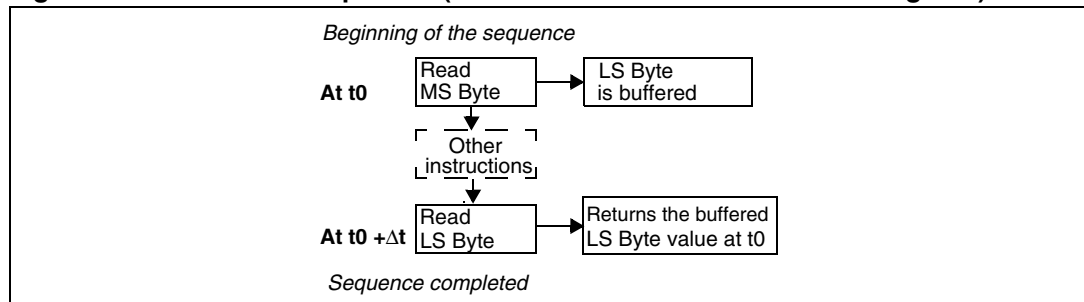 Beginning of the sequence
At t0
Read
MS Byte
LS Byte
is buffered
Other
instructions
At t0 +Δt
Read
LS Byte
Returns the buffered
LS Byte value at t0
Sequence completed